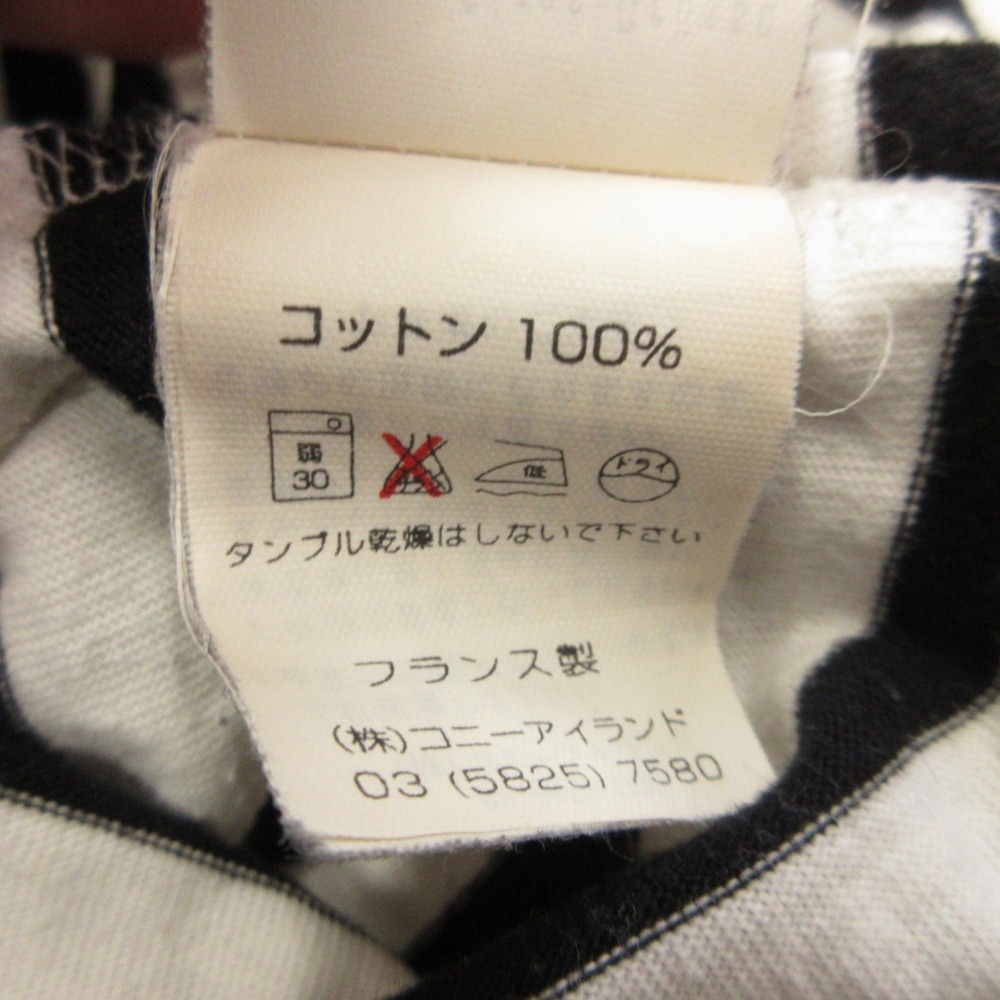 コットン 100%
弱
30
低
ドライ
タンブル乾燥はしないで下さい
フランス製
(株)コニーアイランド
03 (5825) 7580